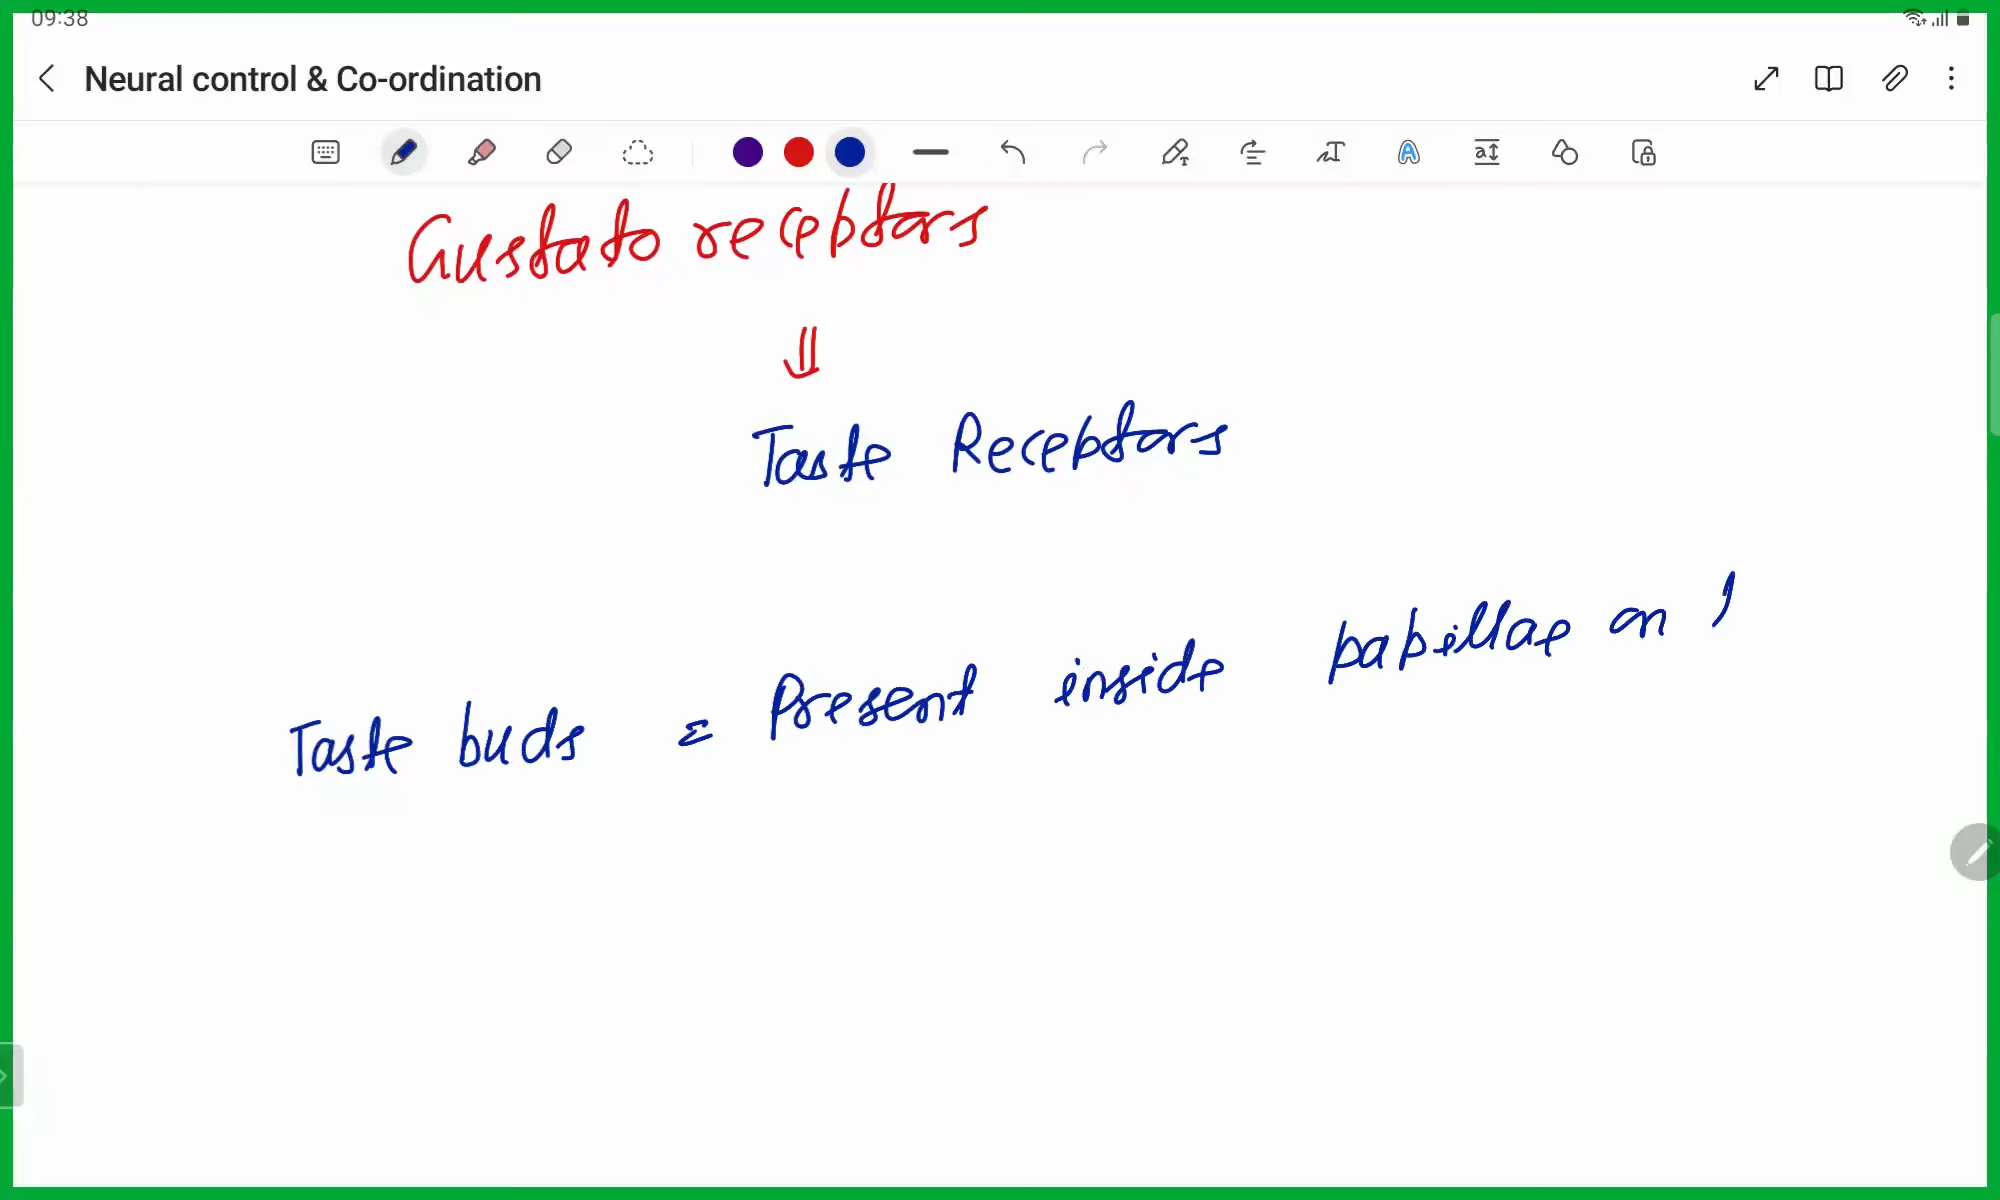 09:38
Neural control & Co-ordination
Gustato receptors
Taste Receptors
Taste buds = Present inside papillae on